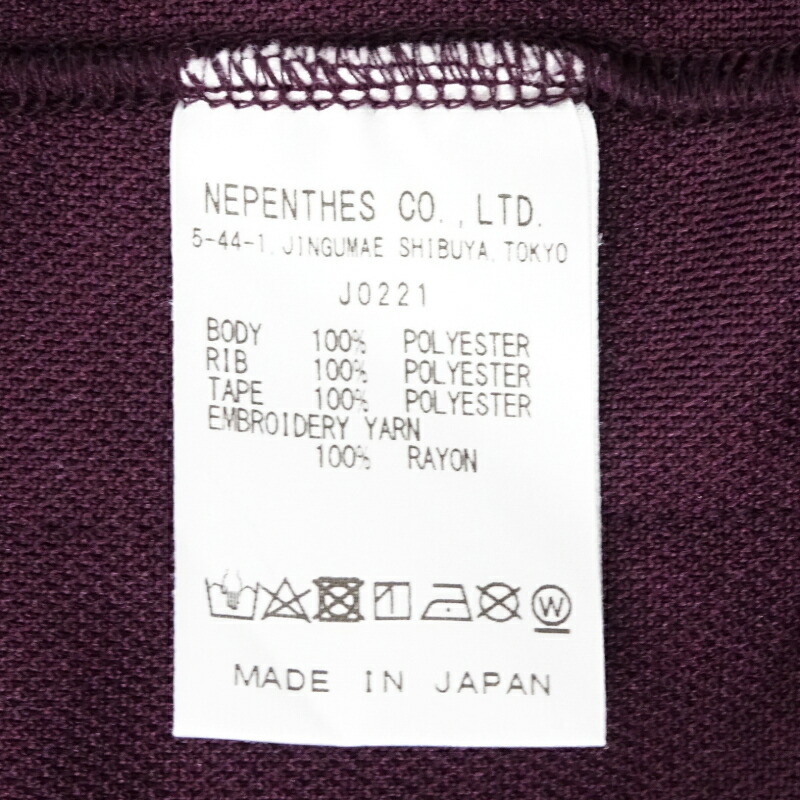 NEPENTHES CO., LTD.
5-44-1, JINGUMAE SHIBUYA, TOKYO
J0221
BODY 100% POLYESTER
RIB 100% POLYESTER
TAPE 100% POLYESTER
EMBROIDERY YARN
100% RAYON
W
MADE IN JAPAN